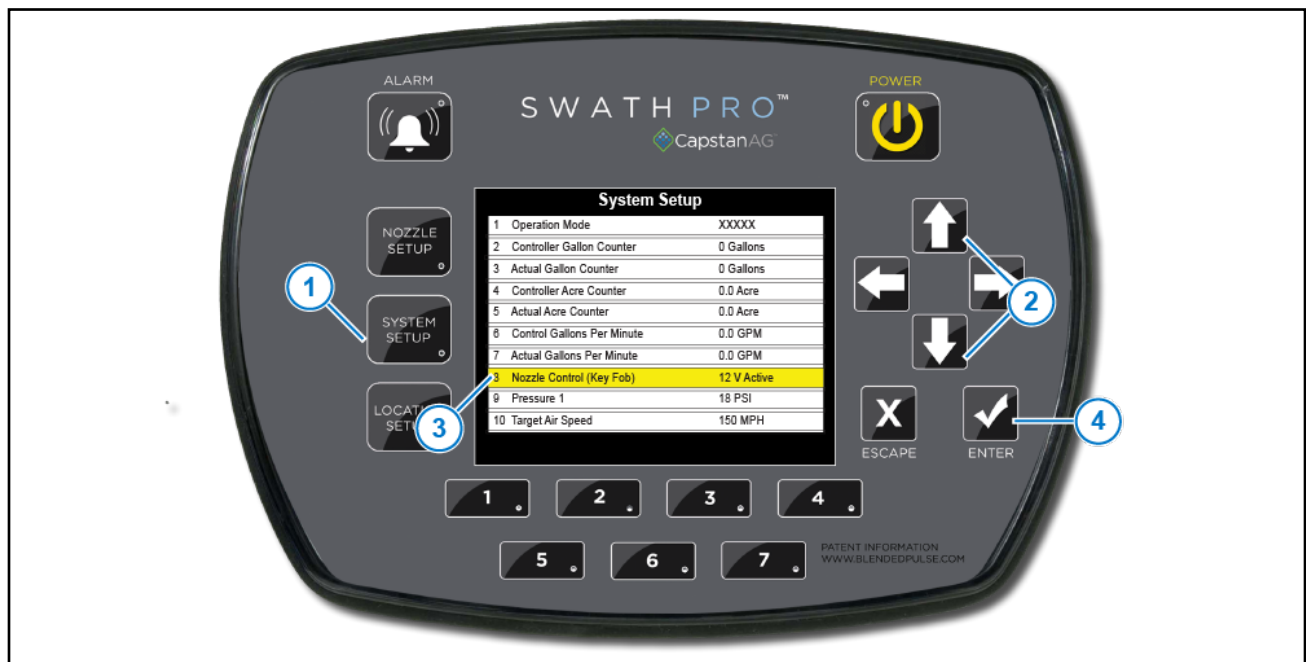 ALARM
POWER
SWATH PRO™
CapstanAG
System Setup
1 Operation Mode XXXXX
2 Controller Gallon Counter 0 Gallons
3 Actual Gallon Counter 0 Gallons
4 Controller Acre Counter 0.0 Acre
5 Actual Acre Counter 0.0 Acre
6 Control Gallons Per Minute 0.0 GPM
7 Actual Gallons Per Minute 0.0 GPM
8 Nozzle Control (Key Fob) 12 V Active
9 Pressure 1 18 PSI
10 Target Air Speed 150 MPH
NOZZLE
SETUP
1
SYSTEM
SETUP
3
2
X
ESCAPE
ENTER
4
1
2
3
4
5
6
7
PATENT INFORMATION
WWW.BLENDEDPULSE.COM